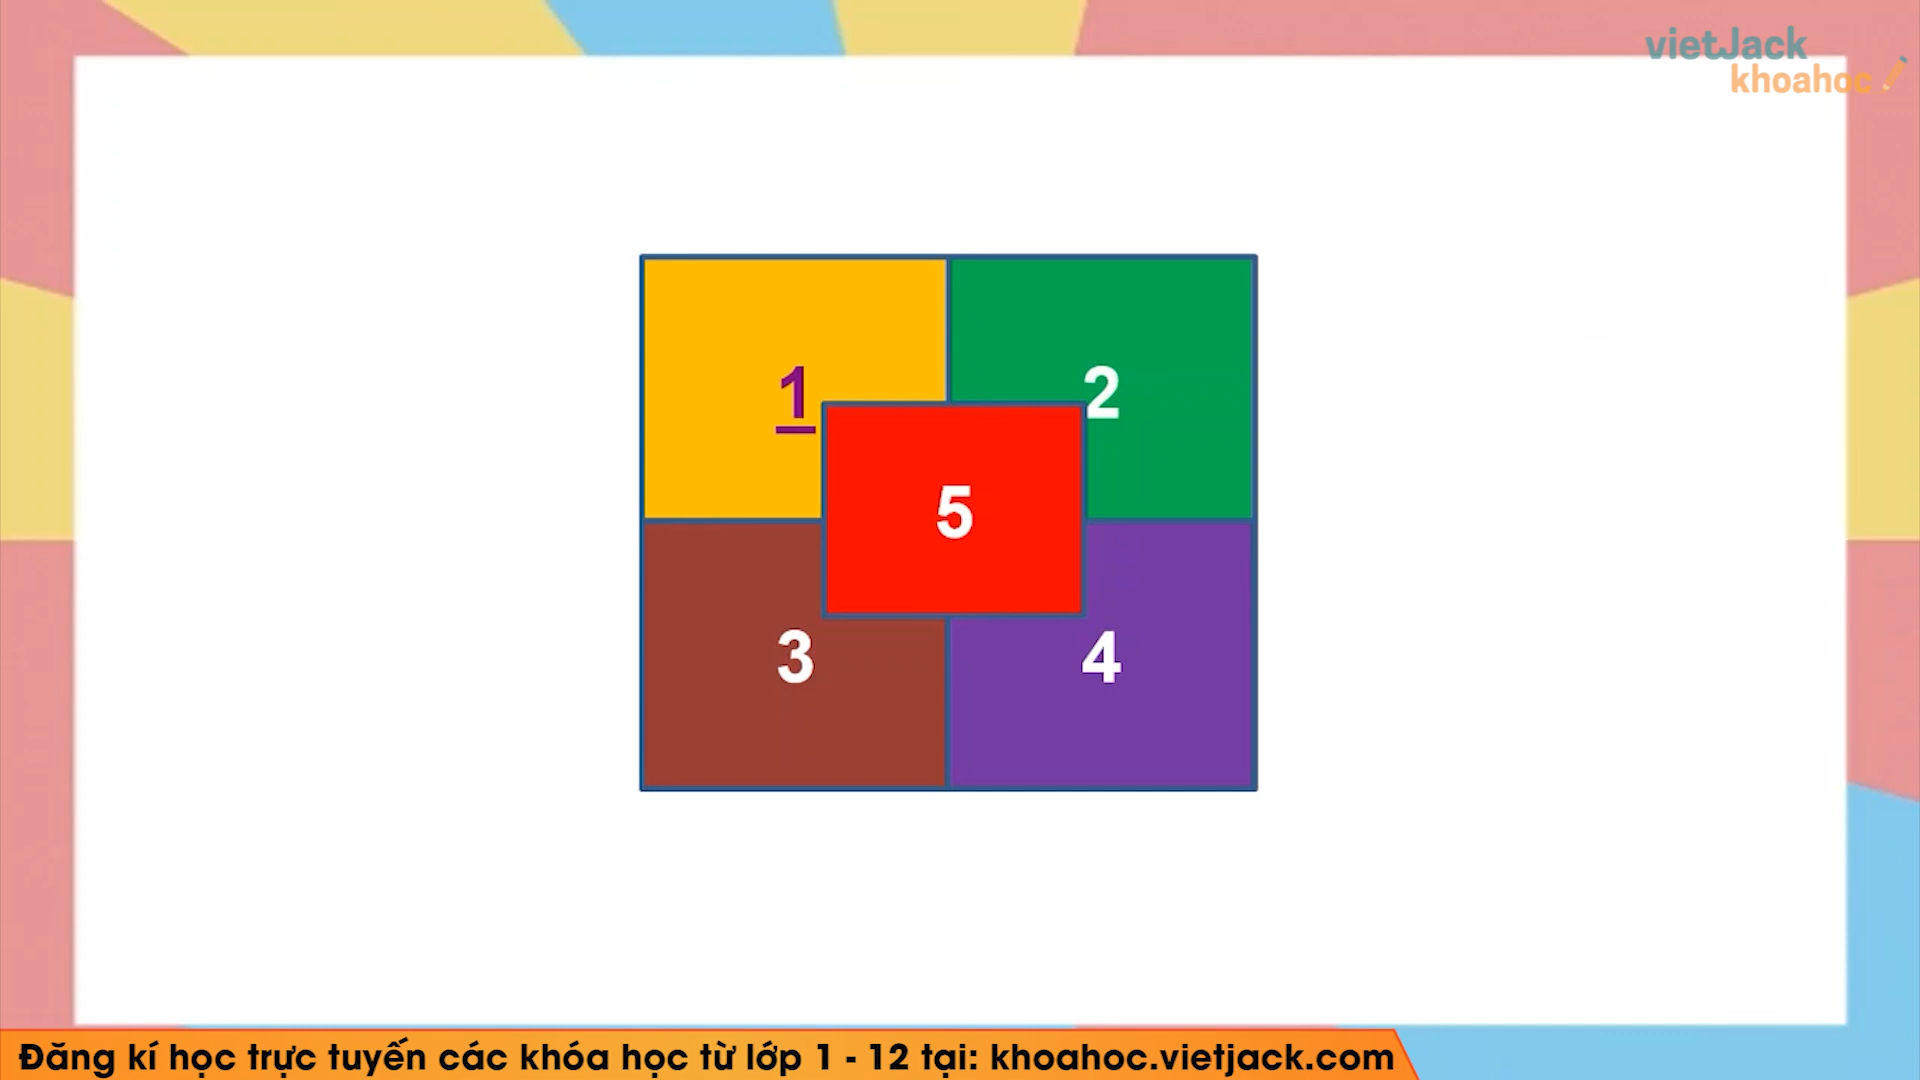 vietJack
khoahoc
1
2
5
3
4
Đăng kí học trực tuyến các khóa học từ lớp 1 - 12 tại: khoahoc.vietjack.com